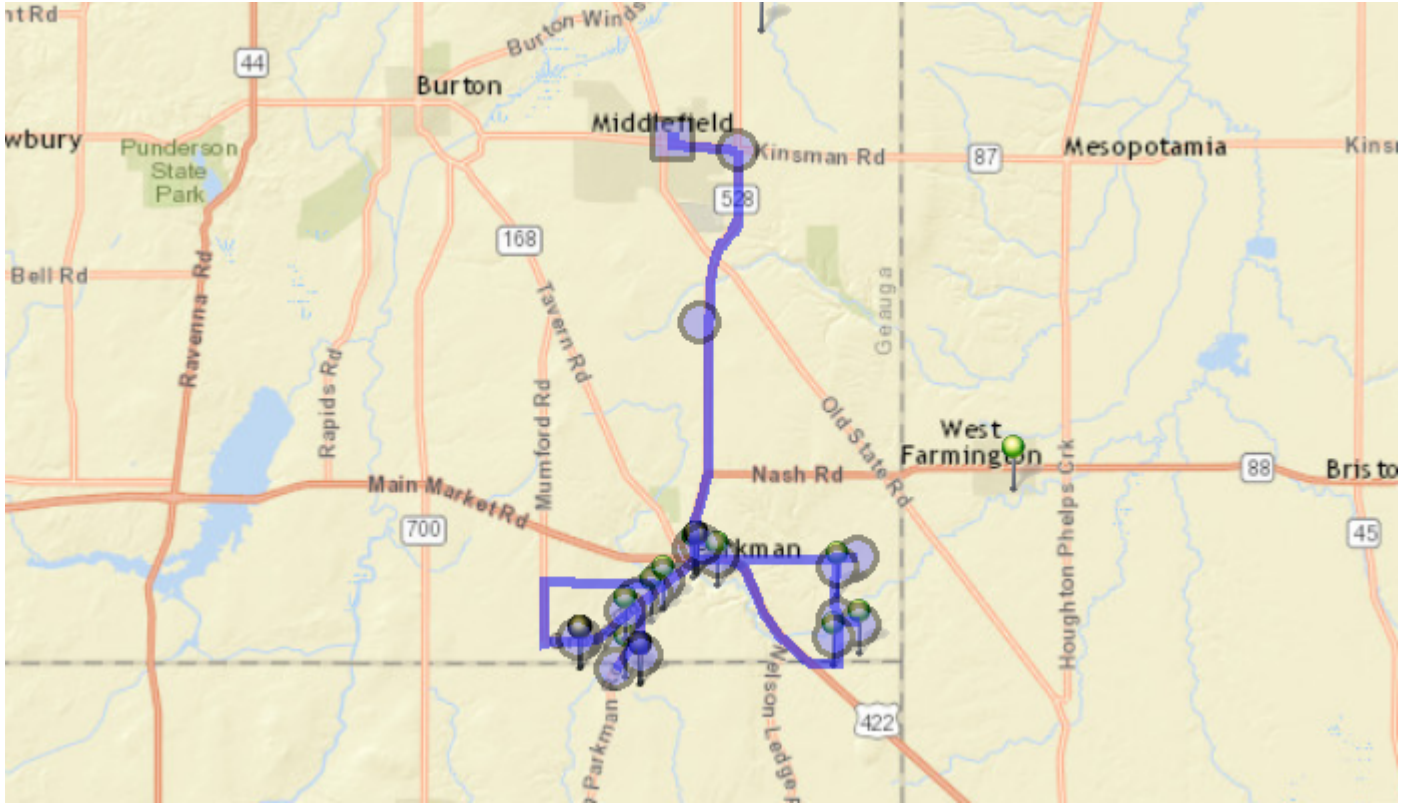 nt Rd
44
Burton Winds
Burton
Middlefield
wbury
Punderson
State
Park
Kinsman Rd
87
Mesopotamia
Kins
528
168
Bell Rd
Ravenna Rd
Tavern Rd
Geauga
Rapids Rd
Mumford Rd
Old State Rd
West
Farmington
Houghton Phelps Crk
Nash Rd
88
Bristo
Main Market Rd
700
45
rkman
Nelson Ledge
422
Parkman